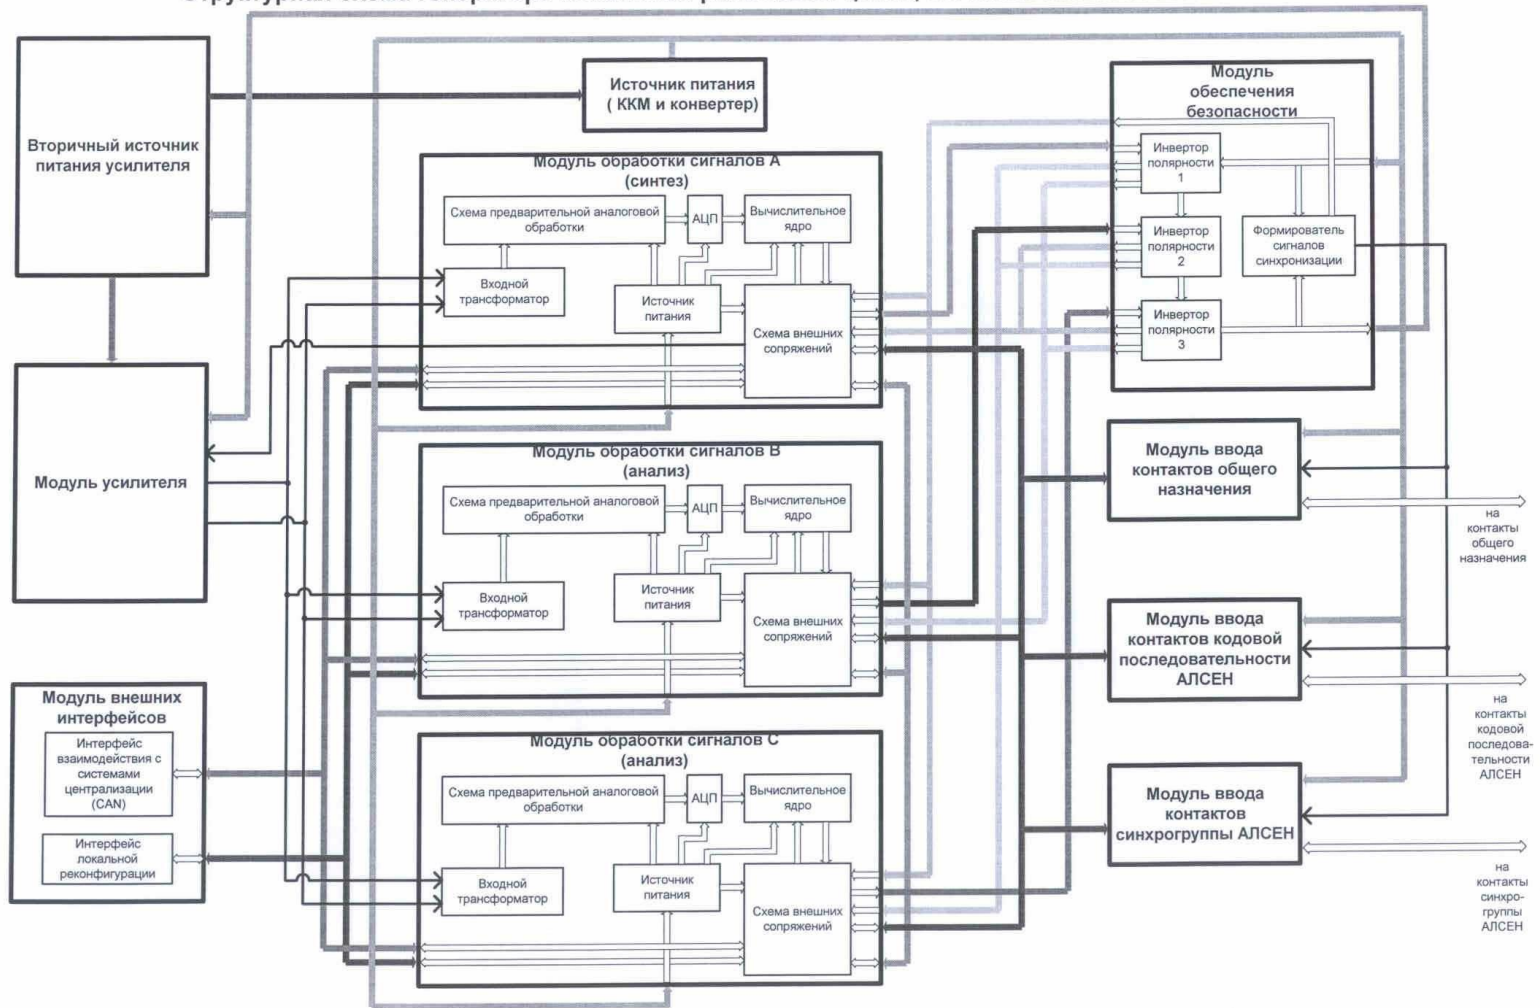 Источник питания
( ККМ и конвертер)
Модуль
обеспечения
безопасности
Вторичный источник
питания усилителя
Модуль обработки сигналов А
(синтез)
Схема предварительной аналоговой
обработки
АЦП
Вычислительное
ядро
Входной
трансформатор
Источник
питания
Схема внешних
сопряжений
Инвертор
полярности
1
Инвертор
полярности
2
Инвертор
полярности
3
Формирователь
сигналов
синхронизации
Модуль усилителя
Модуль обработки сигналов В
(анализ)
Схема предварительной аналоговой
обработки
АЦП
Вычислительное
ядро
Входной
трансформатор
Источник
питания
Схема внешних
сопряжений
Модуль ввода
контактов общего
назначения
на
контакты
общего
назначения
Модуль ввода
контактов кодовой
последовательности
АЛСЕН
на
контакты
кодовой
последова-
тельности
АЛСЕН
Модуль внешних
интерфейсов
Интерфейс
взаимодействия с
системами
централизации
(CAN)
Интерфейс
локальной
реконфигурации
Модуль обработки сигналов С
(анализ)
Схема предварительной аналоговой
обработки
АЦП
Вычислительное
ядро
Входной
трансформатор
Источник
питания
Схема внешних
сопряжений
Модуль ввода
контактов
синхрогруппы АЛСЕН
на
контакты
синхро-
группы
АЛСЕН